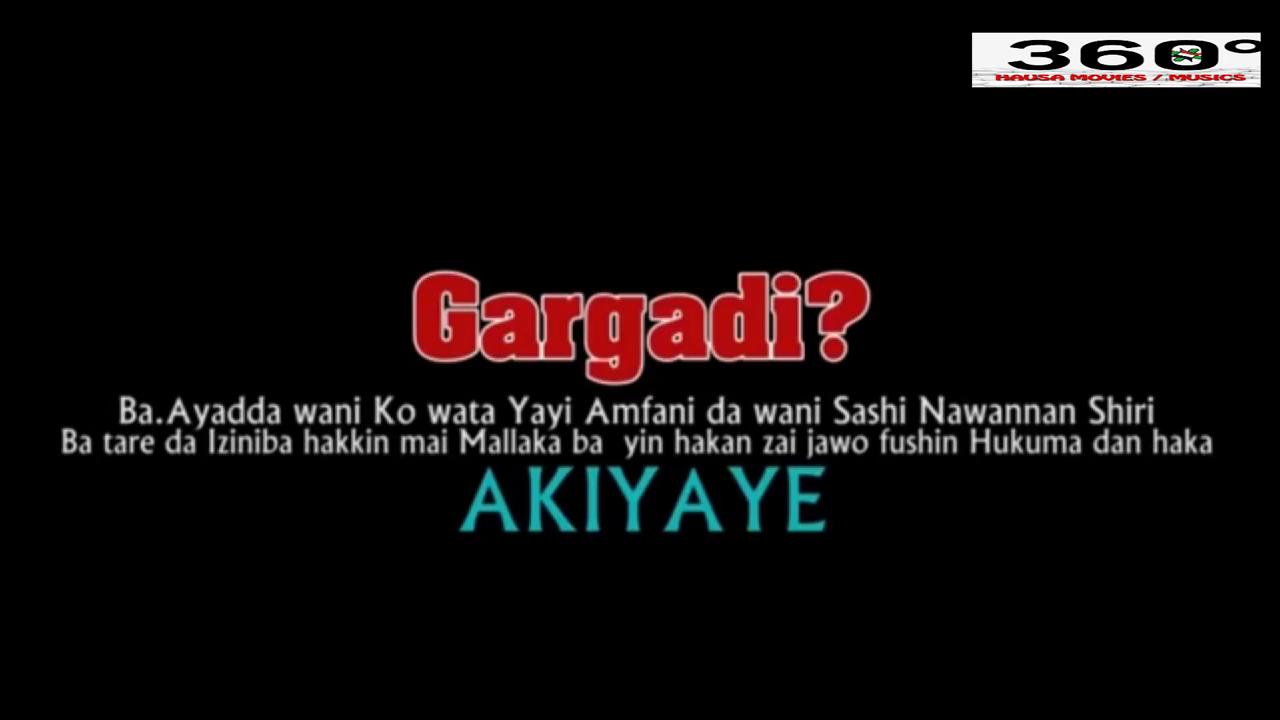 360°
HAUSA MOVIES / MUSICS
Gargadi?
Ba.Ayadda wani Ko wata Yayi Amfani da wani Sashi Nawannan Shiri
Ba tare da Iziniba hakkin mai Mallaka ba yin hakan zai jawo fushin Hukuma dan haka
AKIYAYE